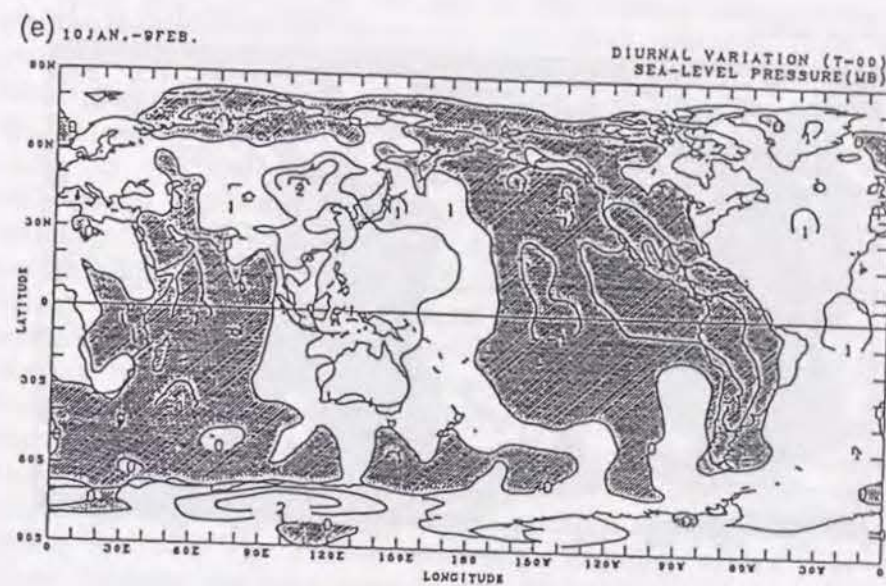 (e) 10JAN.-9FEB.
DIURNAL VARIATION (T-00)
SEA-LEVEL PRESSURE(MB)
60N
30N
LATITUDE
0
30S
60S
90S
0 30E 60E 90E 120E 150E 180 150W 120W 90W 60W 30W 0
LONGITUDE